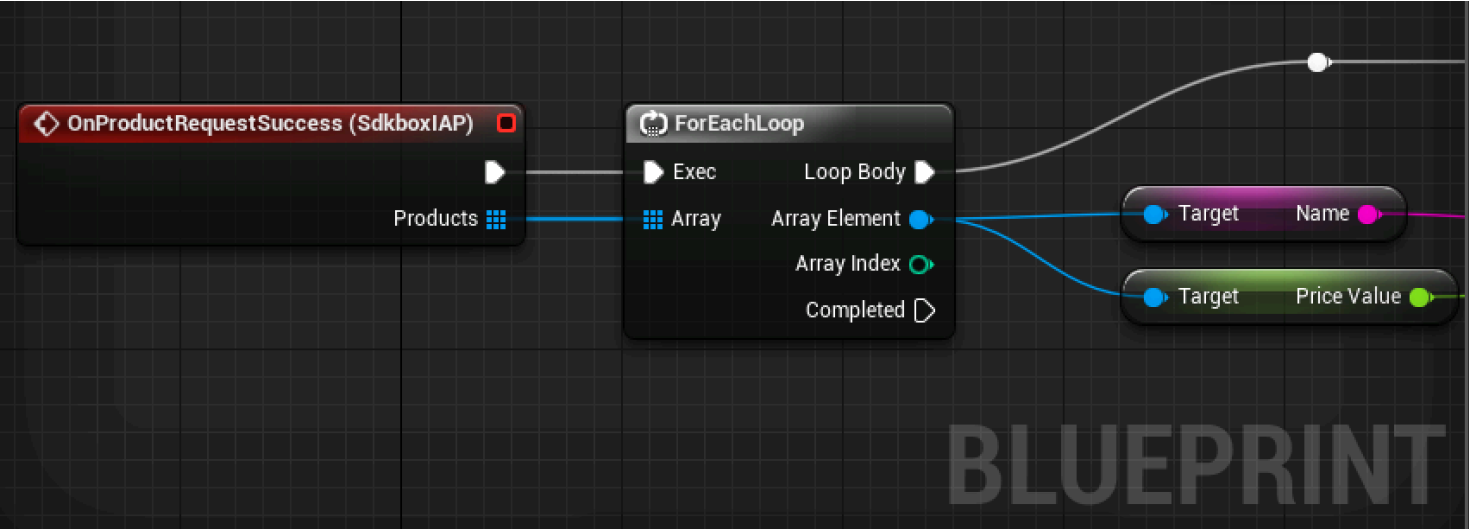 OnProductRequestSuccess (SdkboxIAP)
Products
ForEachLoop
Exec Loop Body
Array Array Element
Array Index
Completed
Target Name
Target Price Value
BLUEPRINT